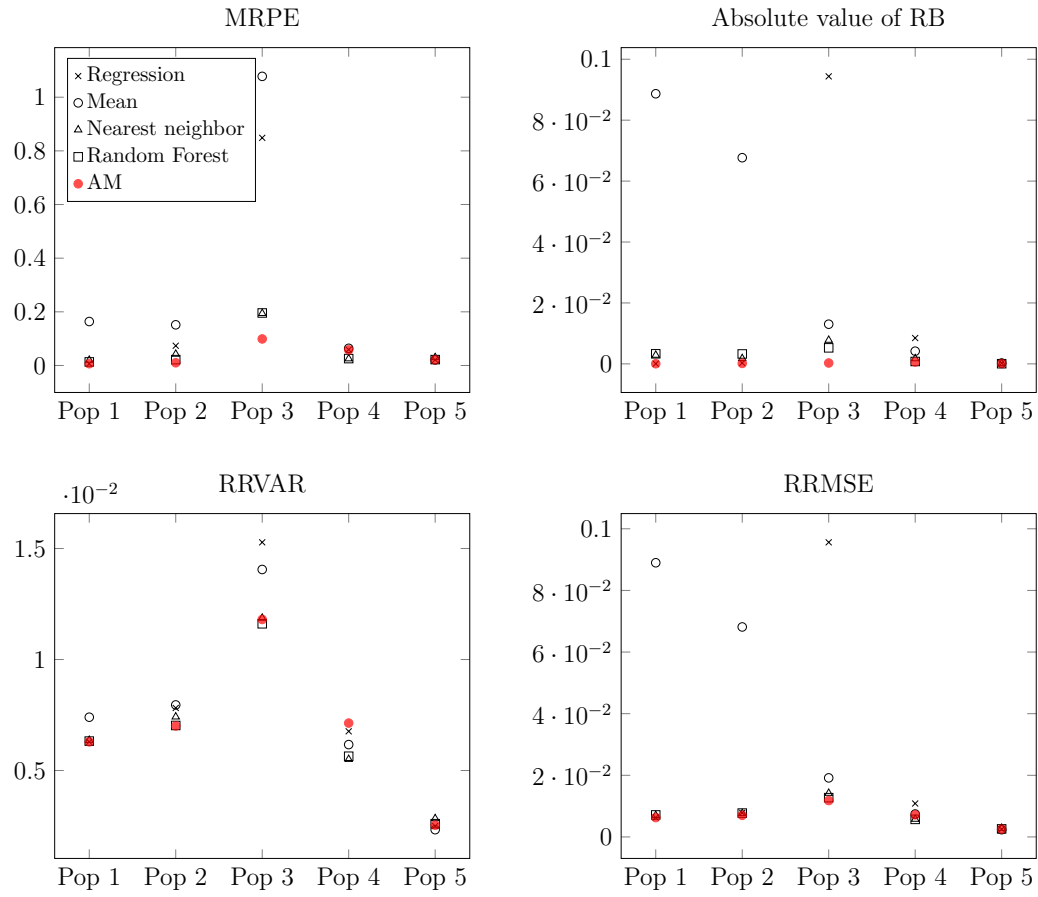 MRPE
1
0.8
0.6
0.4
0.2
0
Regression
Mean
Nearest neighbor
Random Forest
AM
Pop 1 Pop 2 Pop 3 Pop 4 Pop 5
Absolute value of RB
0.1
8 · 10⁻²
6 · 10⁻²
4 · 10⁻²
2 · 10⁻²
0
Pop 1 Pop 2 Pop 3 Pop 4 Pop 5
RRVAR
·10⁻²
1.5
1
0.5
Pop 1 Pop 2 Pop 3 Pop 4 Pop 5
RRMSE
0.1
8 · 10⁻²
6 · 10⁻²
4 · 10⁻²
2 · 10⁻²
0
Pop 1 Pop 2 Pop 3 Pop 4 Pop 5